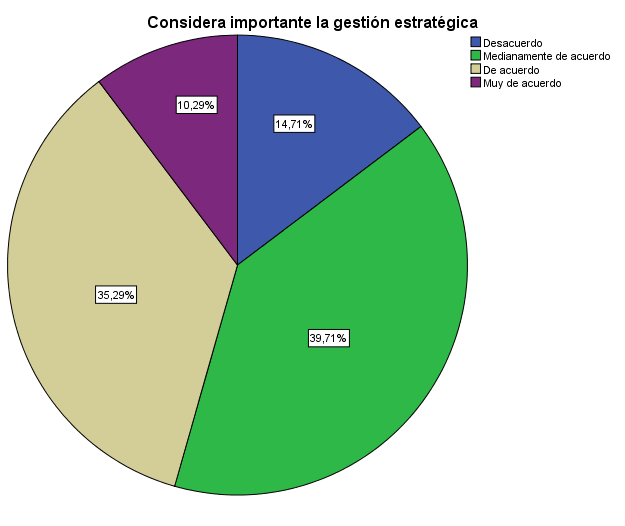 Considera importante la gestión estratégica
Desacuerdo
Medianamente de acuerdo
De acuerdo
Muy de acuerdo
10,29%
14,71%
35,29%
39,71%